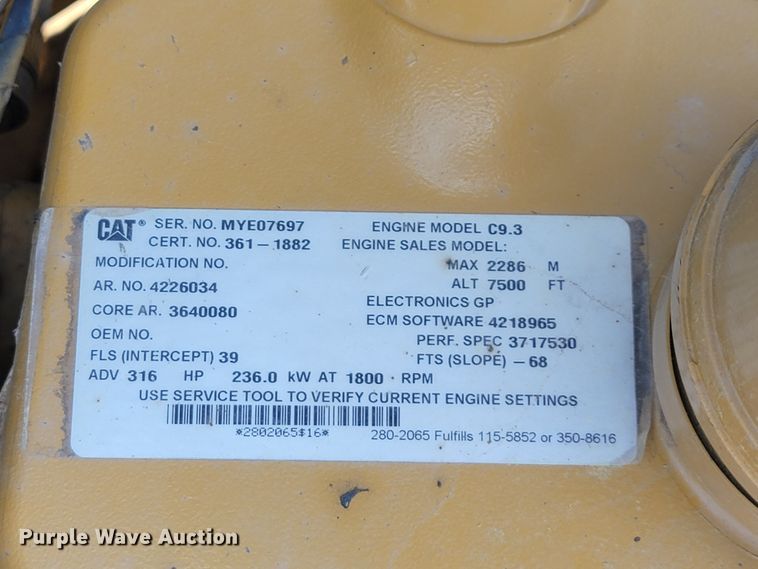 CAT® SER. NO. MYE07697 ENGINE MODEL C9.3
CERT. NO. 361-1882 ENGINE SALES MODEL:
MODIFICATION NO. MAX 2286 M
AR. NO. 4226034 ALT 7500 FT
CORE AR. 3640080 ELECTRONICS GP
ECM SOFTWARE 4218965
OEM NO. PERF. SPEC 3717530
FLS (INTERCEPT) 39 FTS (SLOPE) -68
ADV 316 HP 236.0 kW AT 1800 RPM
USE SERVICE TOOL TO VERIFY CURRENT ENGINE SETTINGS
*2802065$16* 280-2065 Fulfills 115-5852 or 350-8616
Purple Wave Auction